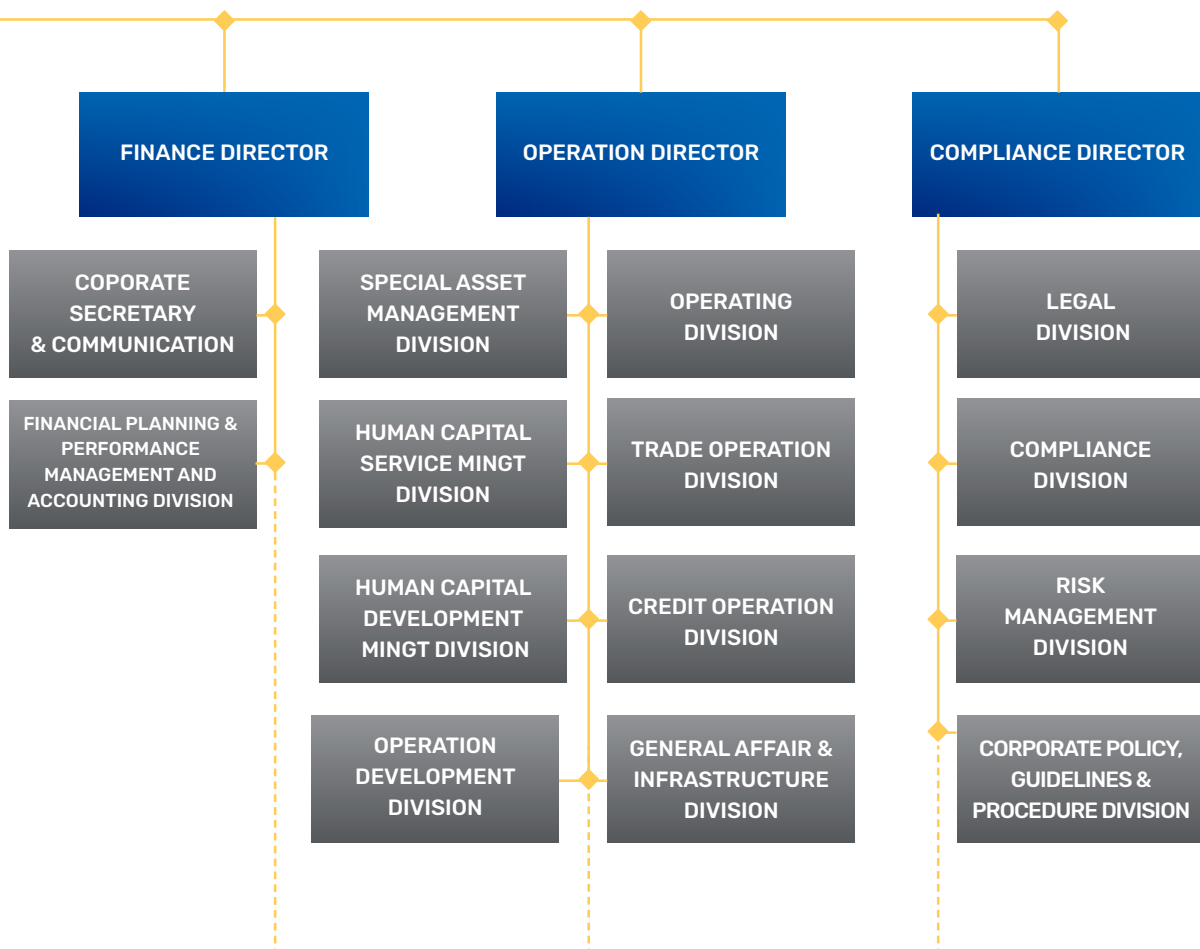 FINANCE DIRECTOR
OPERATION DIRECTOR
COMPLIANCE DIRECTOR
COPORATE
SECRETARY
& COMMUNICATION
FINANCIAL PLANNING &
PERFORMANCE
MANAGEMENT AND
ACCOUNTING DIVISION
SPECIAL ASSET
MANAGEMENT
DIVISION
OPERATING
DIVISION
HUMAN CAPITAL
SERVICE MINGT
DIVISION
TRADE OPERATION
DIVISION
HUMAN CAPITAL
DEVELOPMENT
MINGT DIVISION
CREDIT OPERATION
DIVISION
OPERATION
DEVELOPMENT
DIVISION
GENERAL AFFAIR &
INFRASTRUCTURE
DIVISION
LEGAL
DIVISION
COMPLIANCE
DIVISION
RISK
MANAGEMENT
DIVISION
CORPORATE POLICY,
GUIDELINES &
PROCEDURE DIVISION